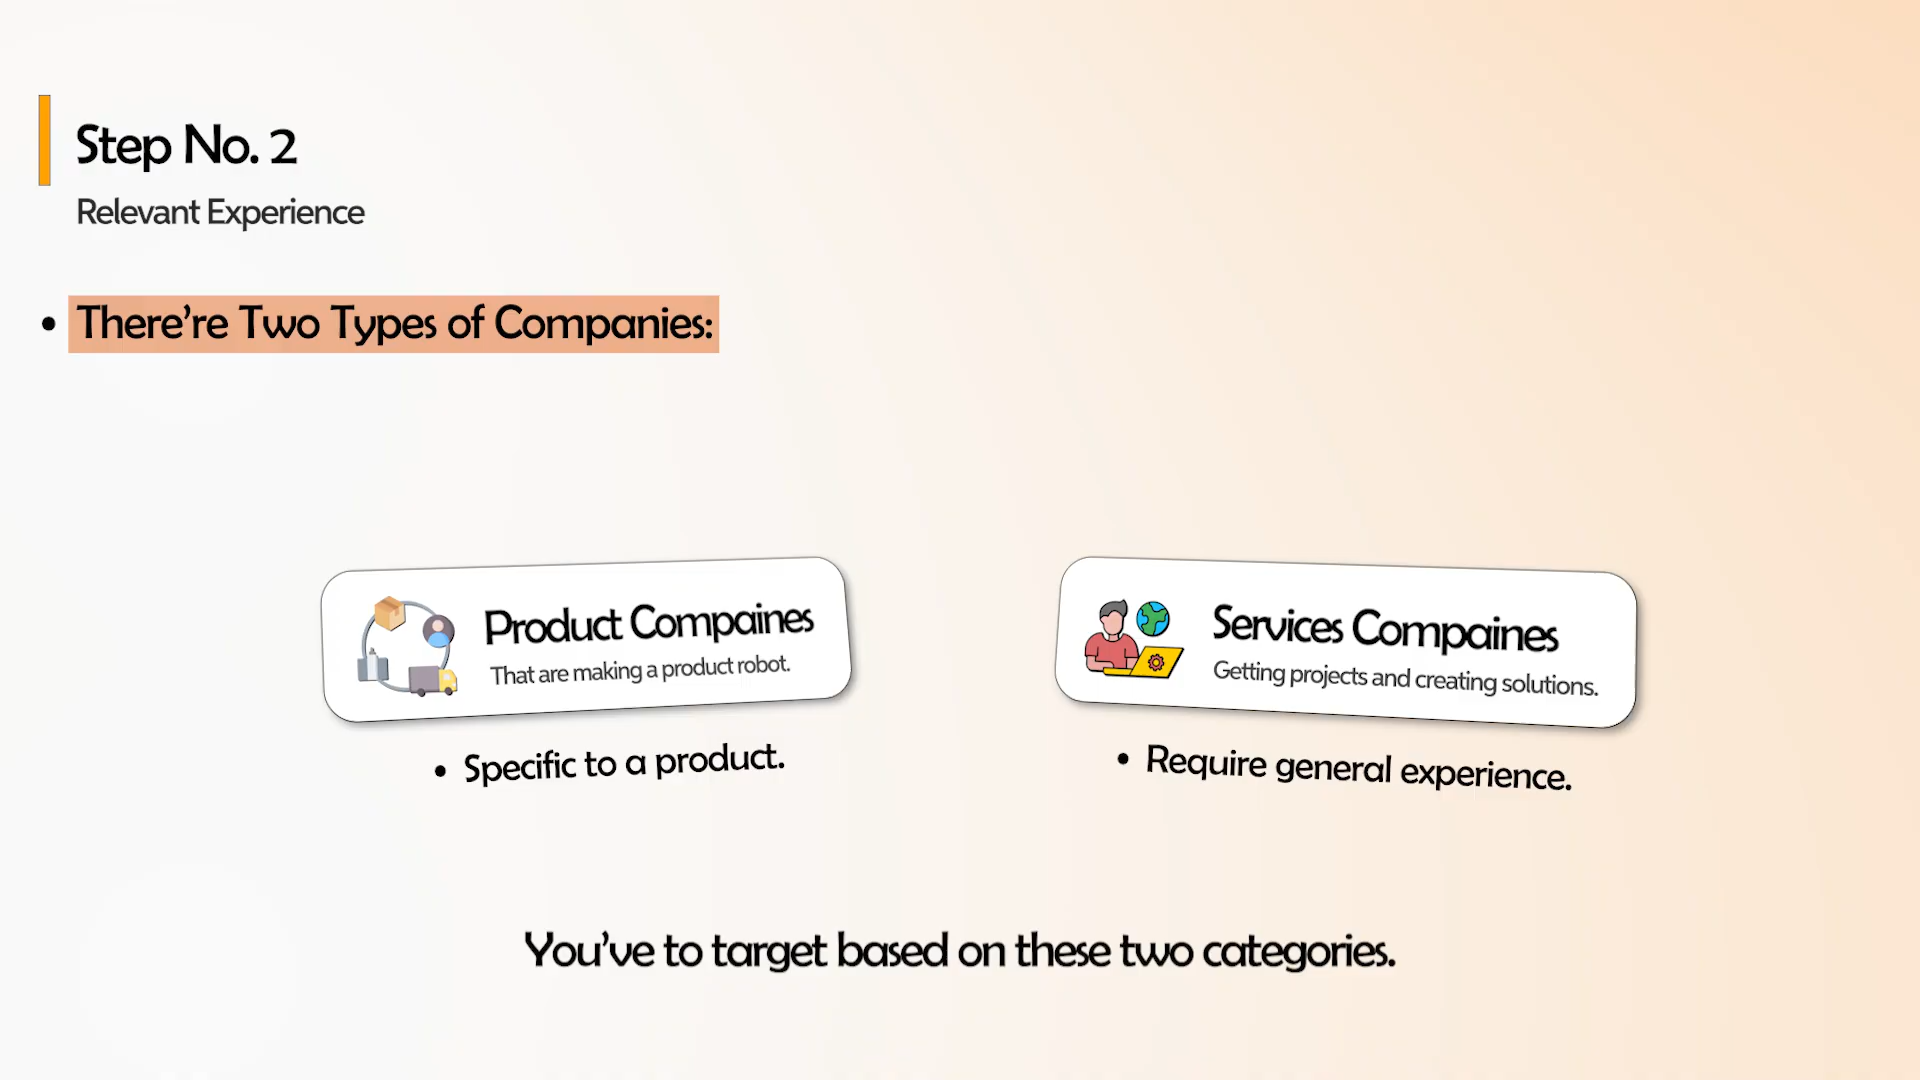 Step No. 2
Relevant Experience
• There’re Two Types of Companies:
Product Compaines
That are making a product robot.
• Specific to a product.
Services Compaines
Getting projects and creating solutions.
• Require general experience.
You’ve to target based on these two categories.